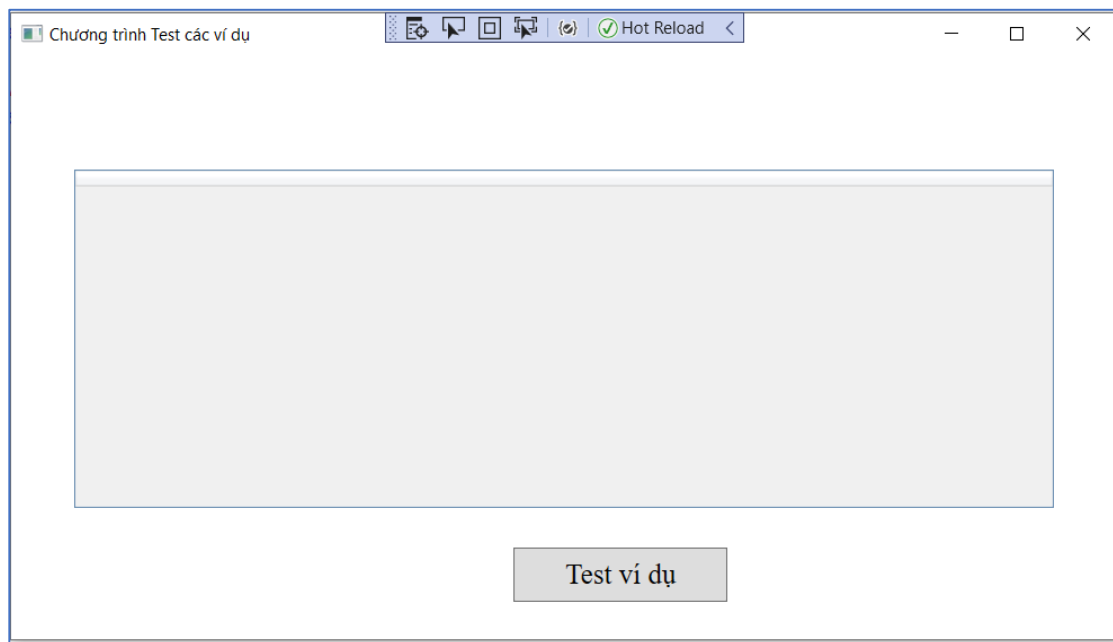 Chương trình Test các ví dụ
Hot Reload
Test ví dụ